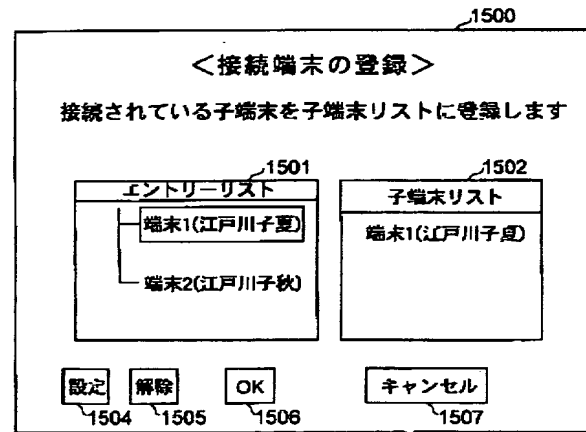 1500
＜接続端末の登録＞
接続されている子端末を子端末リストに登録します
1501
1502
エントリーリスト
子端末リスト
端末1(江戸川子夏)
端末1(江戸川子夏)
端末2(江戸川子秋)
設定
解除
OK
キャンセル
1504
1505
1506
1507